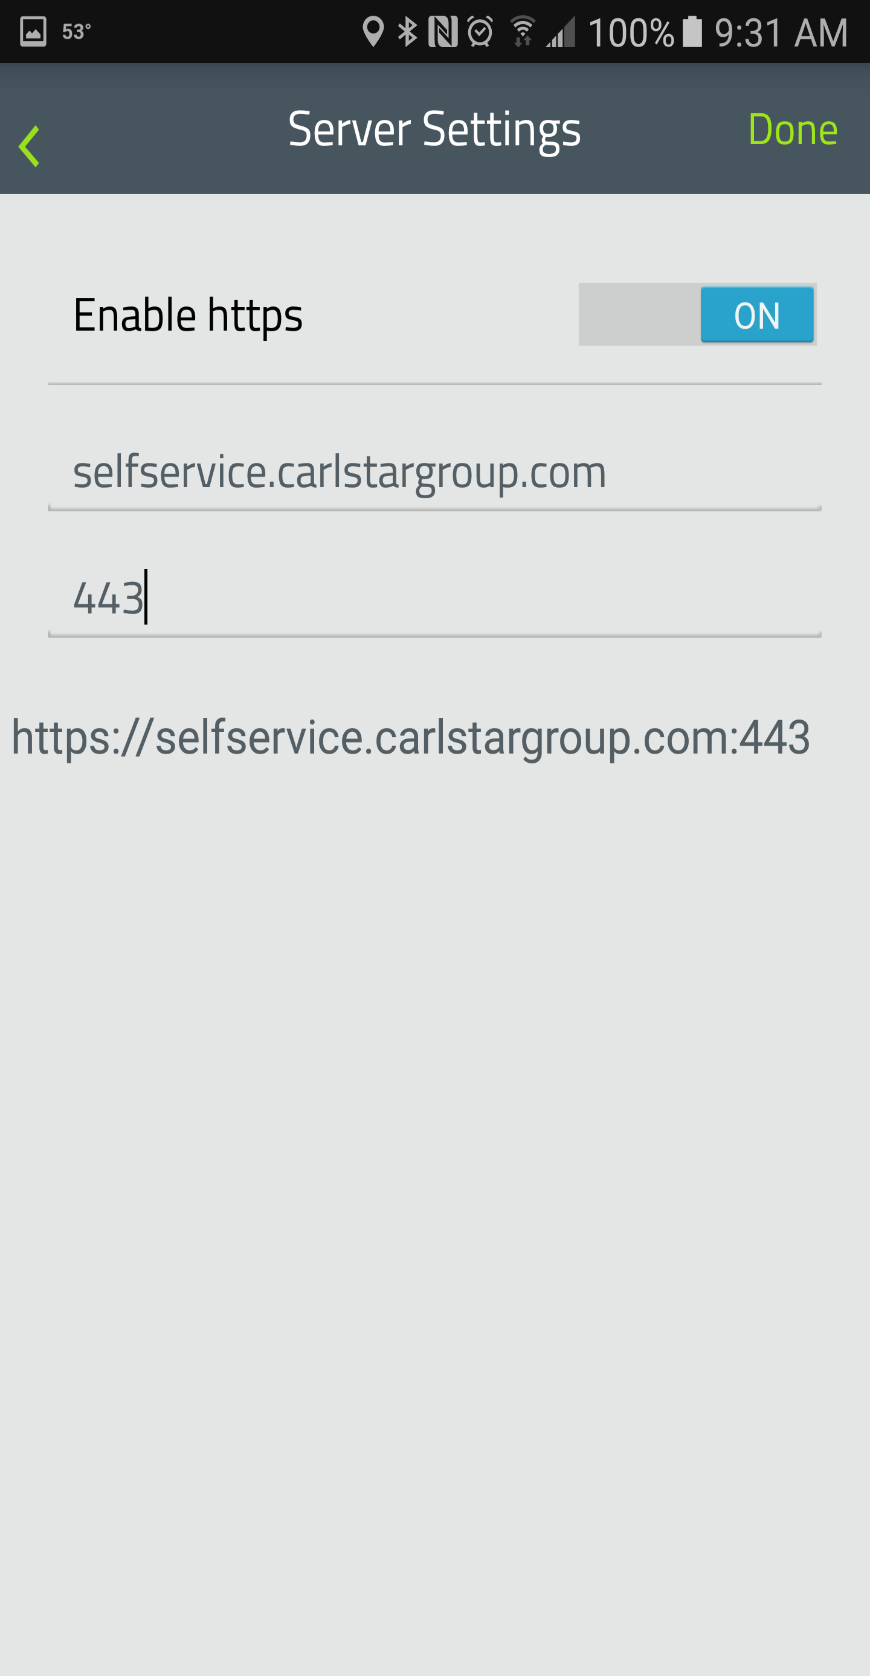 53° 100% 9:31 AM
Server Settings Done
Enable https ON
selfservice.carlstargroup.com
443
https://selfservice.carlstargroup.com:443